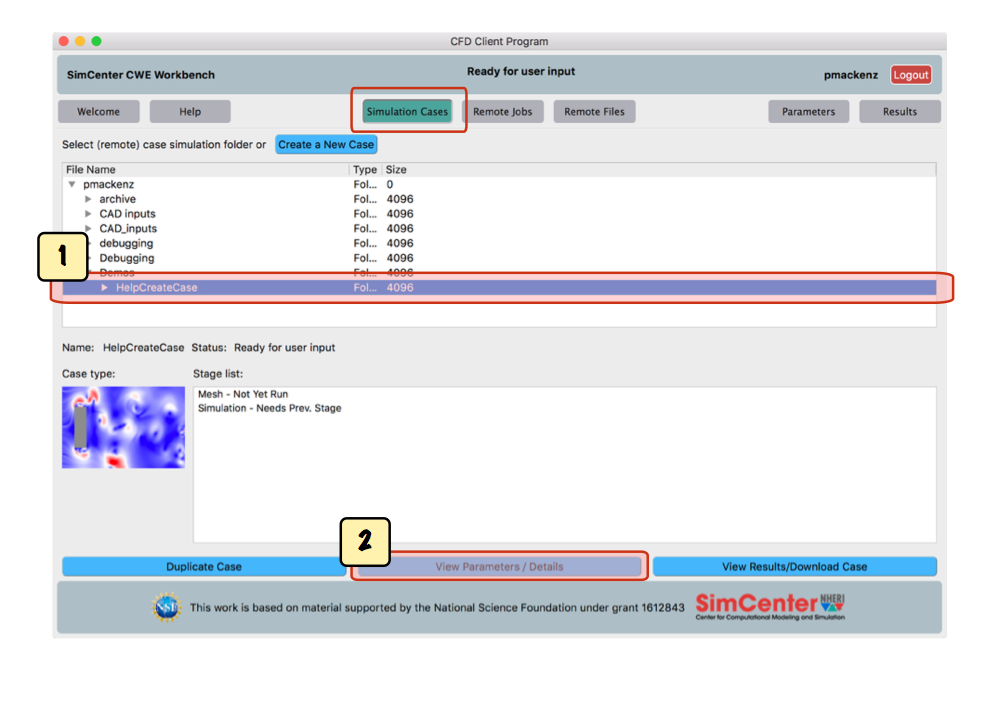 CFD Client Program
SimCenter CWE Workbench
Ready for user input
pmackenz
Logout
Welcome
Help
Simulation Cases
Remote Jobs
Remote Files
Parameters
Results
Select (remote) case simulation folder or
Create a New Case
File Name Type Size
pmackenz Fol... 0
archive Fol... 4096
CAD inputs Fol... 4096
CAD_inputs Fol... 4096
debugging Fol... 4096
Debugging Fol... 4096
Demos Fol... 4096
HelpCreateCase Fol... 4096
1
Name: HelpCreateCase Status: Ready for user input
Case type:
Stage list:
Mesh - Not Yet Run
Simulation - Needs Prev. Stage
2
Duplicate Case
View Parameters / Details
View Results/Download Case
NSF
This work is based on material supported by the National Science Foundation under grant 1612843
SimCenter NHERI
Center for Computational Modeling and Simulation